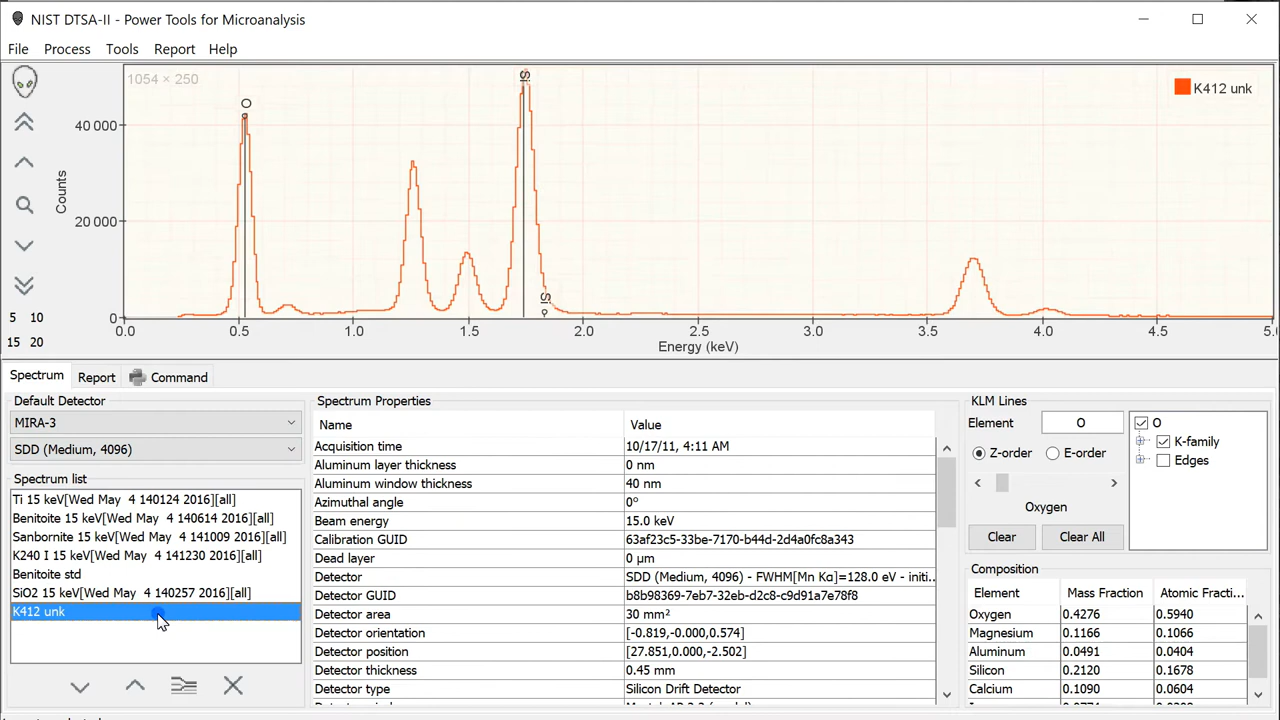 NIST DTSA-II - Power Tools for Microanalysis
File Process Tools Report Help
1054 × 250
K412 unk
O
Si
Si
Counts
40 000
20 000
0
0.0 0.5 1.0 1.5 2.0 2.5 3.0 3.5 4.0 4.5 5.
Energy (keV)
5 10
15 20
Spectrum Report Command
Default Detector
MIRA-3
SDD (Medium, 4096)
Spectrum list
Ti 15 keV[Wed May 4 140124 2016][all]
Benitoite 15 keV[Wed May 4 140614 2016][all]
Sanbornite 15 keV[Wed May 4 141009 2016][all]
K240 I 15 keV[Wed May 4 141230 2016][all]
Benitoite std
SiO2 15 keV[Wed May 4 140257 2016][all]
K412 unk
Spectrum Properties
Name Value
Acquisition time 10/17/11, 4:11 AM
Aluminum layer thickness 0 nm
Aluminum window thickness 40 nm
Azimuthal angle 0°
Beam energy 15.0 keV
Calibration GUID 63af23c5-33be-7170-b44d-2d4a0fc8a343
Dead layer 0 µm
Detector SDD (Medium, 4096) - FWHM[Mn Kα]=128.0 eV - initi..
Detector GUID b8b98369-7eb7-32eb-d2c8-c9d91a7e78f8
Detector area 30 mm²
Detector orientation [-0.819,-0.000,0.574]
Detector position [27.851,0.000,-2.502]
Detector thickness 0.45 mm
Detector type Silicon Drift Detector
KLM Lines
Element O
Z-order E-order
Oxygen
Clear Clear All
O
K-family
Edges
Composition
Element Mass Fraction Atomic Fracti...
Oxygen 0.4276 0.5940
Magnesium 0.1166 0.1066
Aluminum 0.0491 0.0404
Silicon 0.2120 0.1678
Calcium 0.1090 0.0604